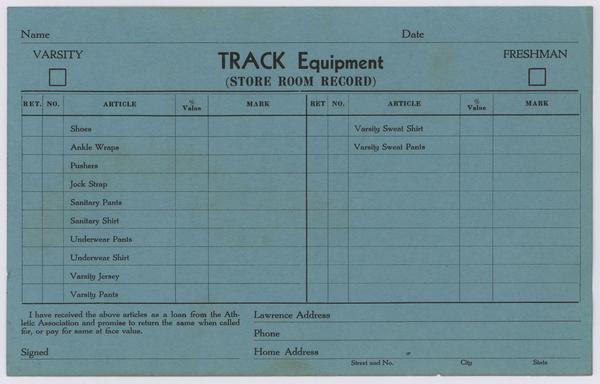 Name Date
VARSITY TRACK Equipment FRESHMAN
(STORE ROOM RECORD)
RET. NO. ARTICLE % Value MARK RET NO. ARTICLE % Value MARK
Shoes Varsity Sweat Shirt
Ankle Wraps Varsity Sweat Pants
Pushers
Jock Strap
Sanitary Pants
Sanitary Shirt
Underwear Pants
Underwear Shirt
Varsity Jersey
Varsity Pants
I have received the above articles as a loan from the Ath-
letic Association and promise to return the same when called
for, or pay for same at face value.
Signed
Lawrence Address
Phone
Home Address
Street and No. City State